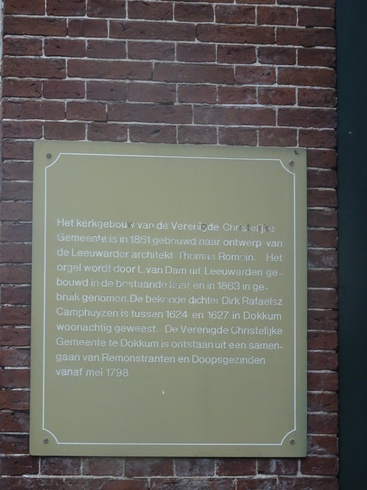 Het kerkgebouw van de Verenigde Christelijke
Gemeente is in 1851 gebouwd naar ontwerp van
de Leeuwarder architekt Thomas Romein. Het
orgel wordt door L. van Dam uit Leeuwarden ge-
bouwd in de bestaande kast en in 1863 in ge-
bruik genomen. De bekende dichter Dirk Rafaelsz
Camphuyzen is tussen 1624 en 1627 in Dokkum
woonachtig geweest. De Verenigde Christelijke
Gemeente te Dokkum is ontstaan uit een samen-
gaan van Remonstranten en Doopsgezinden
vanaf mei 1798.